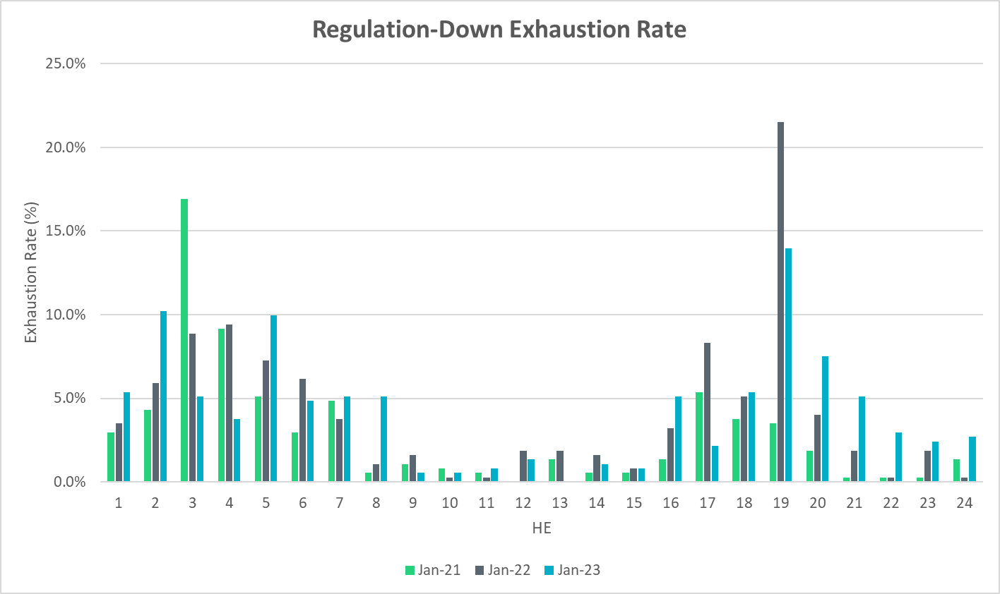 Regulation-Down Exhaustion Rate
25.0%
20.0%
15.0%
10.0%
5.0%
0.0%
Exhaustion Rate (%)
1 2 3 4 5 6 7 8 9 10 11 12 13 14 15 16 17 18 19 20 21 22 23 24
HE
Jan-21 Jan-22 Jan-23